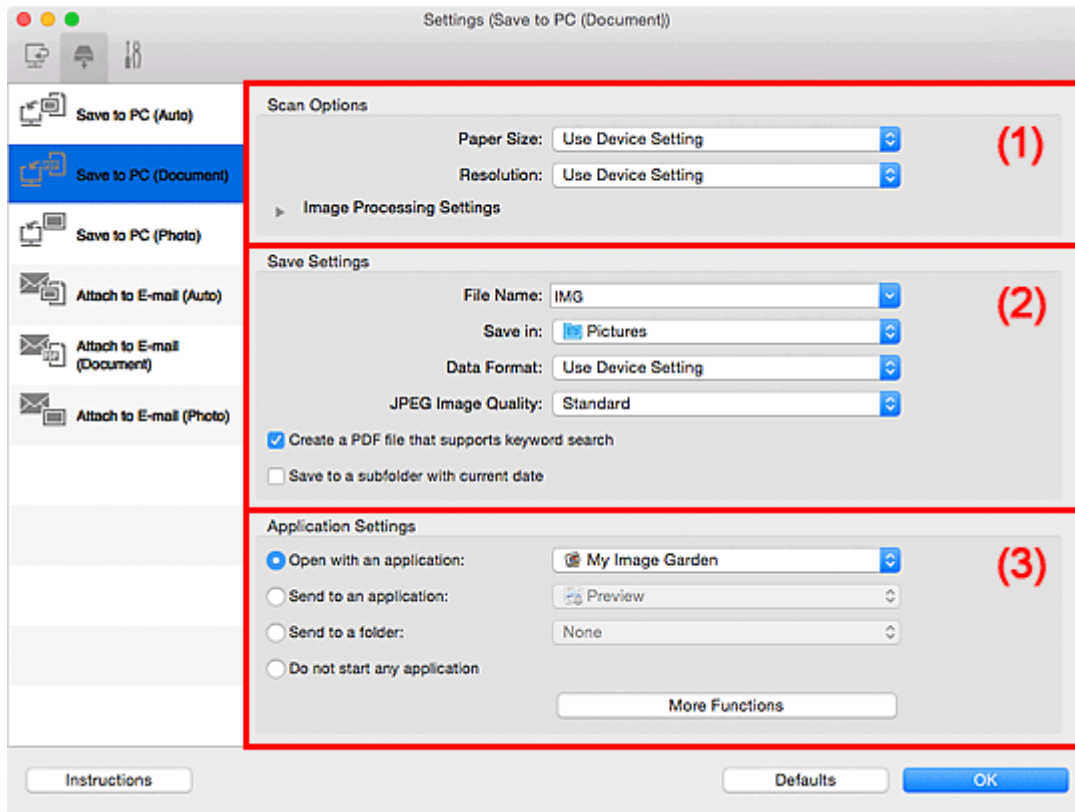 Settings (Save to PC (Document))
Save to PC (Auto)
Save to PC (Document)
Save to PC (Photo)
Attach to E-mail (Auto)
Attach to E-mail
(Document)
Attach to E-mail (Photo)
Scan Options
(1)
Paper Size: Use Device Setting
Resolution: Use Device Setting
Image Processing Settings
Save Settings
(2)
File Name: IMG
Save in: Pictures
Data Format: Use Device Setting
JPEG Image Quality: Standard
Create a PDF file that supports keyword search
Save to a subfolder with current date
Application Settings
(3)
Open with an application: My Image Garden
Send to an application: Preview
Send to a folder: None
Do not start any application
More Functions
Instructions Defaults OK